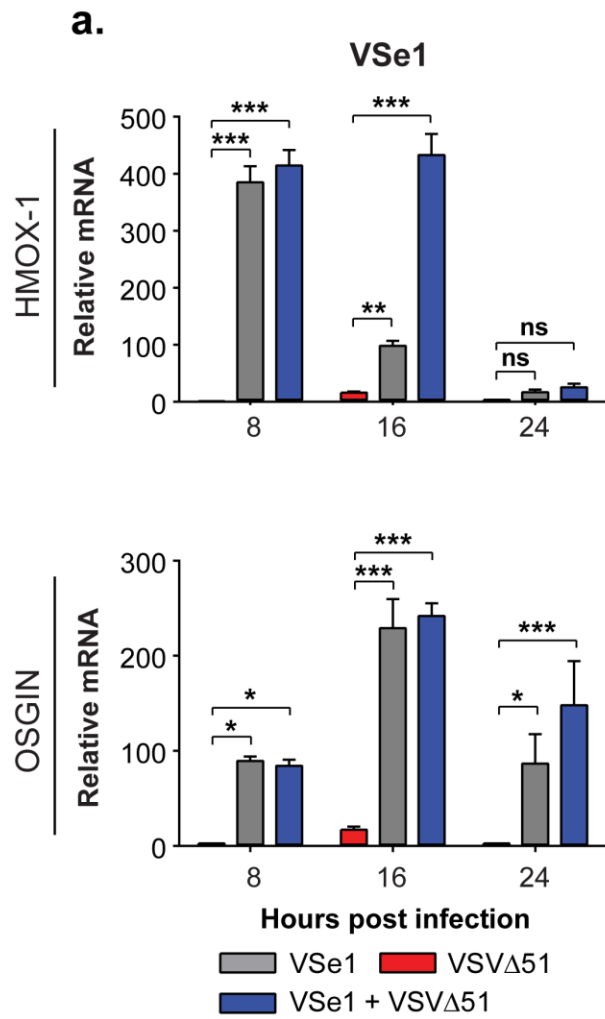 a.
VSe1
HMOX-1
Relative mRNA
500
400
300
200
100
0
***
***
***
**
ns
ns
8 16 24
OSGIN
Relative mRNA
300
200
100
0
*
*
***
***
***
*
8 16 24
Hours post infection
VSe1 VSVΔ51
VSe1 + VSVΔ51